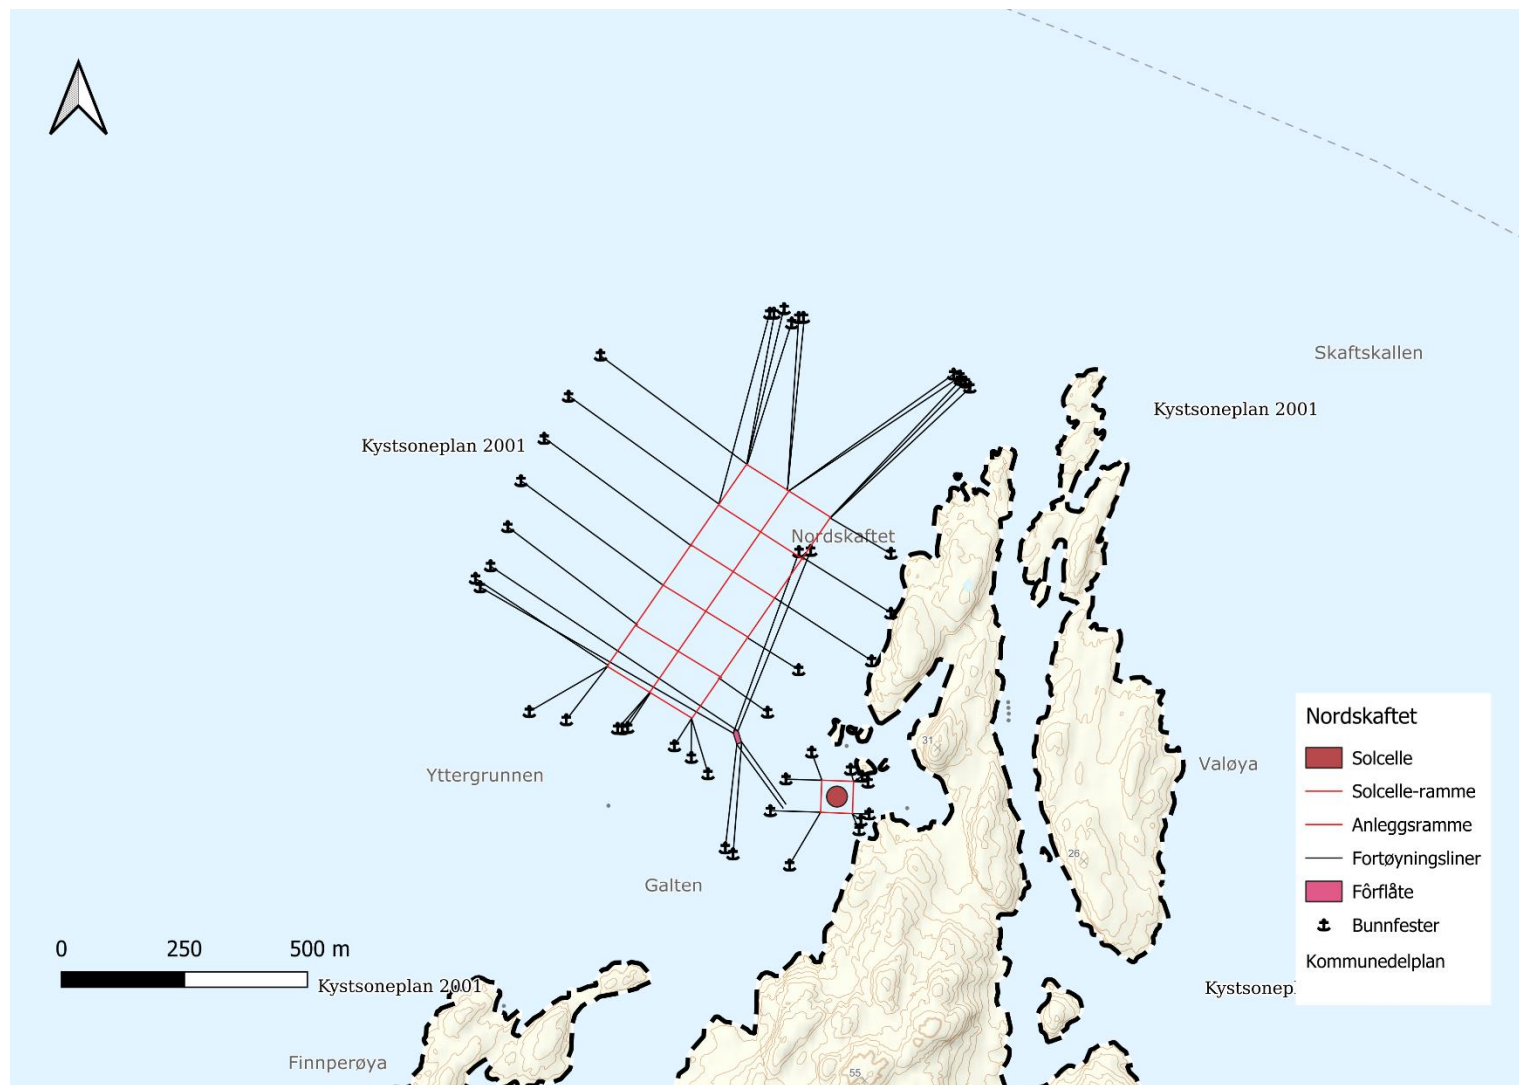 Skaftskallen
Kystsoneplan 2001
Kystsoneplan 2001
Nordskaftet
31
Valøya
Yttergrunnen
26
Galten
Nordskaftet
Solcelle
Solcelle-ramme
Anleggsramme
Fortøyningsliner
Fôrflåte
Bunnfester
Kommunedelplan
0 250 500 m
Kystsoneplan 2001
Kystsonepl
Finnperøya
55